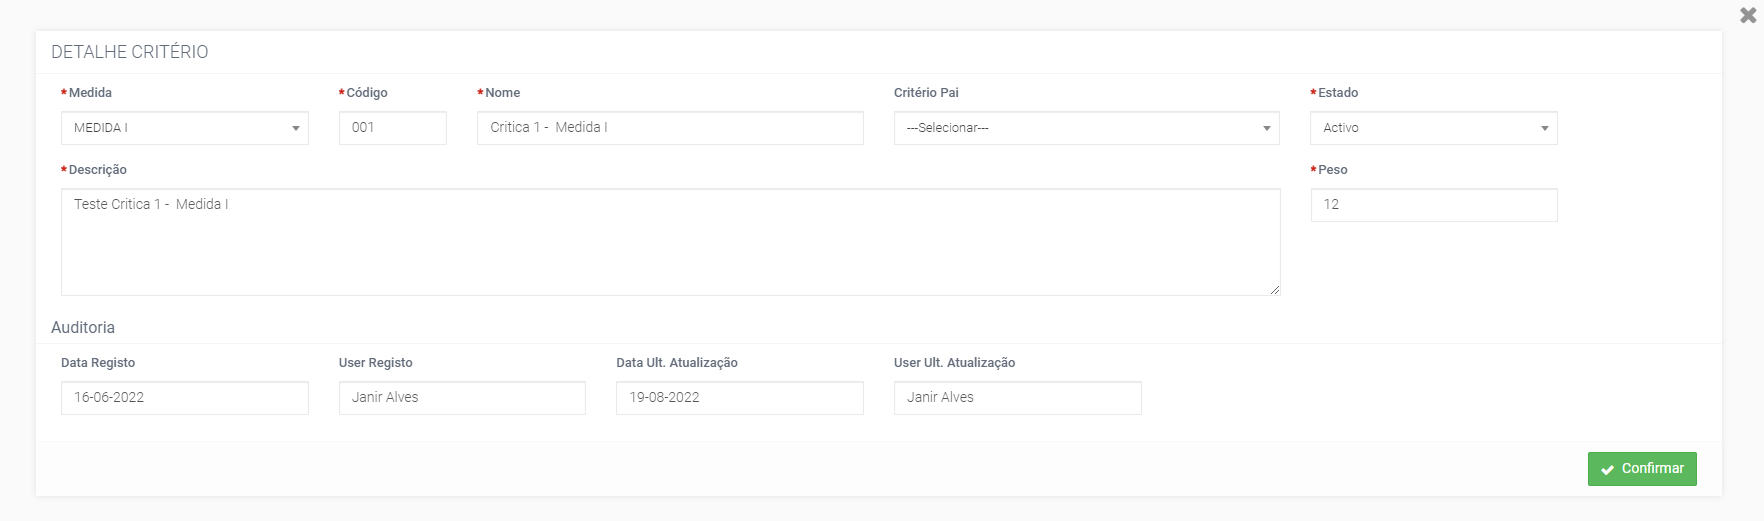 DETALHE CRITÉRIO
* Medida * Código * Nome Critério Pai * Estado
MEDIDA I 001 Critica 1 - Medida I ---Selecionar--- Activo
* Descrição * Peso
Teste Critica 1 - Medida I 12
Auditoria
Data Registo User Registo Data Ult. Atualização User Ult. Atualização
16-06-2022 Janir Alves 19-08-2022 Janir Alves
Confirmar